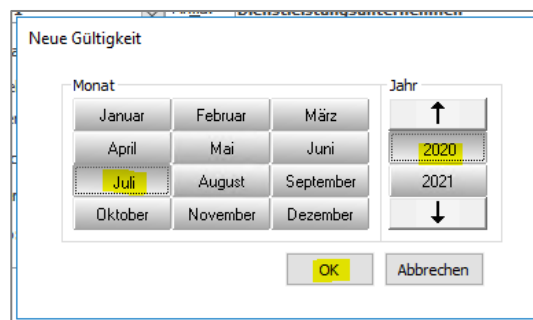 Dienstleistungsunternehmen
Neue Gültigkeit
Monat
Jahr
Januar Februar März
April Mai Juni 2020
Juli August September 2021
Oktober November Dezember
OK Abbrechen